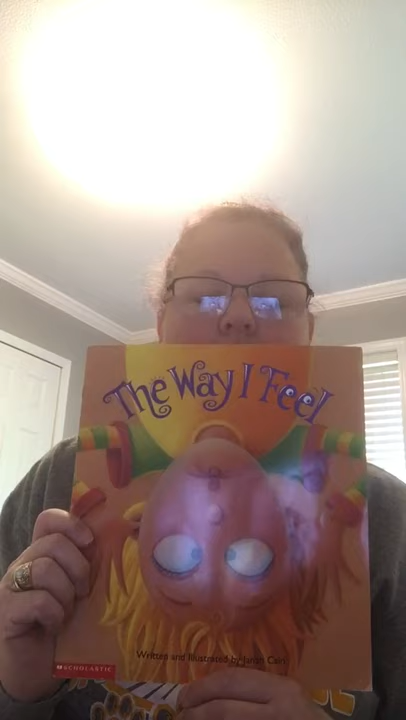 The Way I Feel
Written and Illustrated by Janan Cain
SCHOLASTIC